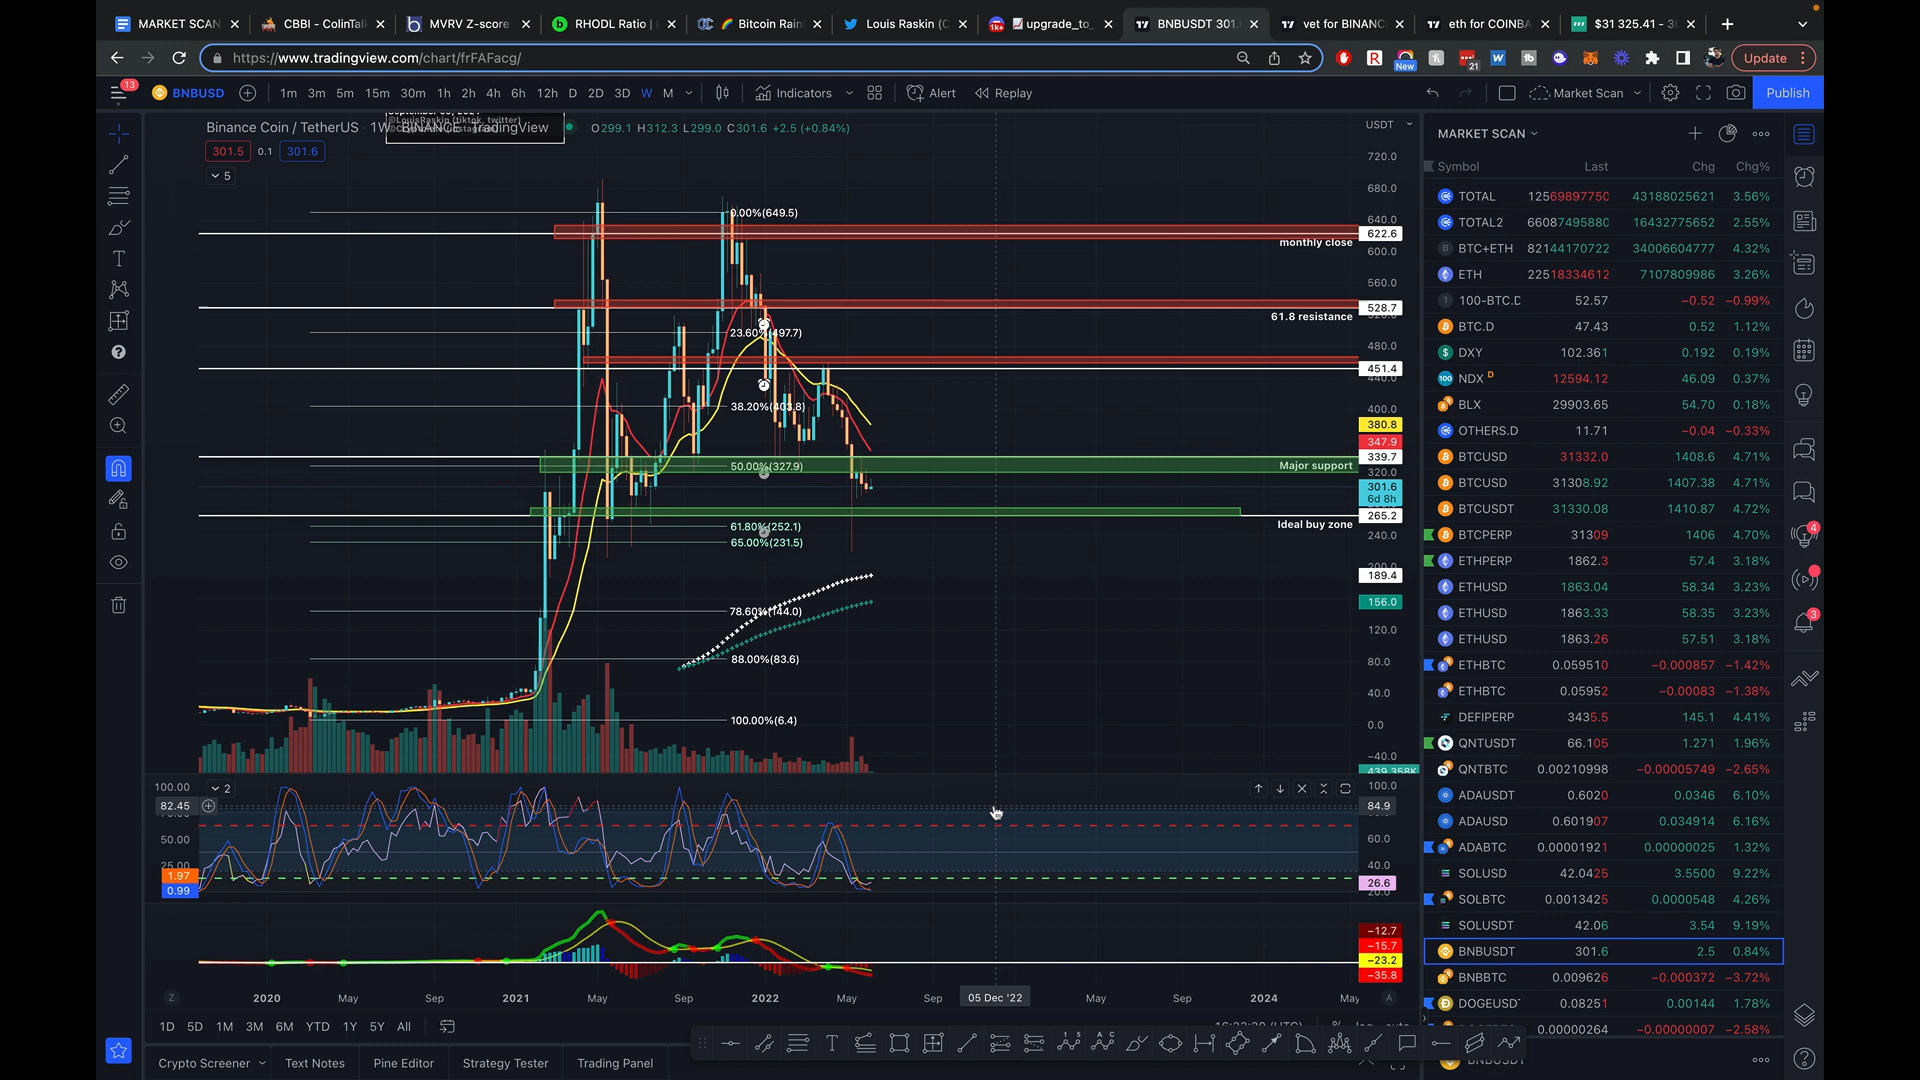 MARKET SCAN
CBBI - ColinTal
MVRV Z-score
RHODL Ratio |
Bitcoin Rain
Louis Raskin (
upgrade_to_
BNBUSDT 301.
vet for BINANC
eth for COINBA
$31 325.41 - 30
https://www.tradingview.com/chart/frFAFacg/
New
21
Update
13
BNBUSD
1m 3m 5m 15m 30m 1h 2h 4h 6h 12h D 2D 3D W M
Indicators
Alert
Replay
Market Scan
Publish
Binance Coin / TetherUS · 1W · BINANCE · TradingView
O299.1 H312.3 L299.0 C301.6 +2.5 (+0.84%)
301.5 0.1 301.6
5
USDT
720.0
680.0
640.0
622.6
600.0
560.0
528.7
480.0
451.4
400.0
380.8
347.9
339.7
320.0
301.6
6d 8h
265.2
240.0
189.4
156.0
120.0
80.0
40.0
0.0
−40.0
439.358K
0.00%(649.5)
monthly close
61.8 resistance
23.60%(497.7)
38.20%(403.8)
50.00%(327.9)
Major support
61.80%(252.1)
Ideal buy zone
65.00%(231.5)
78.60%(144.0)
88.00%(83.6)
100.00%(6.4)
100.00
2
82.45
50.00
25.00
1.97
0.99
100.0
84.9
60.0
40.0
26.6
20.0
−12.7
−15.7
−23.2
−35.8
Z 2020 May Sep 2021 May Sep 2022 May Sep 05 Dec '22 May Sep 2024 May A
1D 5D 1M 3M 6M YTD 1Y 5Y All
Crypto Screener
Text Notes
Pine Editor
Strategy Tester
Trading Panel
MARKET SCAN
Symbol Last Chg Chg%
TOTAL 12569897750 43188025621 3.56%
TOTAL2 66087495880 16432775652 2.55%
BTC+ETH 82144170722 34006604777 4.32%
ETH 22518334612 7107809986 3.26%
100-BTC.D 52.57 −0.52 −0.99%
BTC.D 47.43 0.52 1.12%
DXY 102.361 0.192 0.19%
NDX D 12594.12 46.09 0.37%
BLX 29903.65 54.70 0.18%
OTHERS.D 11.71 −0.04 −0.33%
BTCUSD 31332.0 1408.6 4.71%
BTCUSD 31308.92 1407.38 4.71%
BTCUSDT 31330.08 1410.87 4.72%
BTCPERP 31309 1406 4.70%
ETHPERP 1862.3 57.4 3.18%
ETHUSD 1863.04 58.34 3.23%
ETHUSD 1863.33 58.35 3.23%
ETHUSD 1863.26 57.51 3.18%
ETHBTC 0.059510 −0.000857 −1.42%
ETHBTC 0.05952 −0.00083 −1.38%
DEFIPERP 3435.5 145.1 4.41%
QNTUSDT 66.105 1.271 1.96%
QNTBTC 0.00210998 −0.00005749 −2.65%
ADAUSDT 0.6020 0.0346 6.10%
ADAUSD 0.601907 0.034914 6.16%
ADABTC 0.00001921 0.00000025 1.32%
SOLUSD 42.0425 3.5500 9.22%
SOLBTC 0.0013425 0.0000548 4.26%
SOLUSDT 42.06 3.54 9.19%
BNBUSDT 301.6 2.5 0.84%
BNBBTC 0.009626 −0.000372 −3.72%
DOGEUSDT 0.08251 0.00144 1.78%
0.00000264 −0.00000007 −2.58%
BNBUSDT
4
3